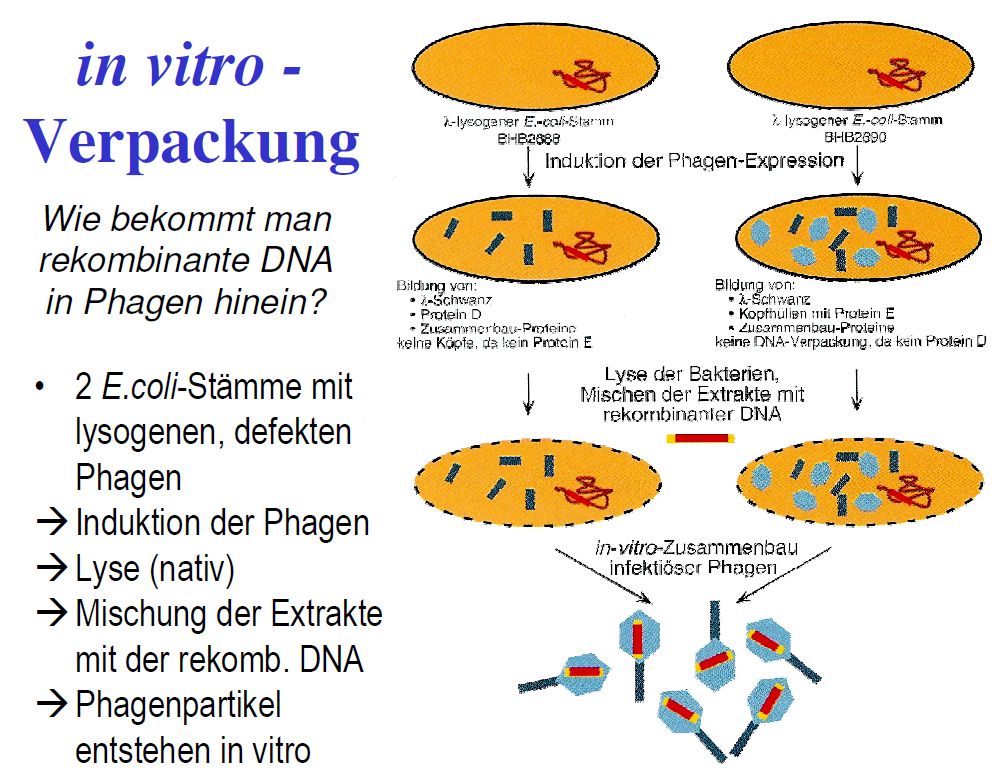 in vitro -
Verpackung
Wie bekommt man
rekombinante DNA
in Phagen hinein?
• 2 E.coli-Stämme mit
lysogenen, defekten
Phagen
→ Induktion der Phagen
→ Lyse (nativ)
→ Mischung der Extrakte
mit der rekomb. DNA
→ Phagenpartikel
entstehen in vitro
λ-lysogener E.-coli-Stamm
BHB2688
λ lysogener E.-coli-Stamm
BHB2690
Induktion der Phagen-Expression
Bildung von:
• λ-Schwanz
• Protein D
• Zusammenbau-Proteine
keine Köpfe, da kein Protein E
Bildung von:
• λ-Schwanz
• Kopfhüllen mit Protein E
• Zusammenbau-Proteine
keine DNA-Verpackung, da kein Protein D
Lyse der Bakterien,
Mischen der Extrakte mit
rekombinanter DNA
in-vitro-Zusammenbau
infektiöser Phagen